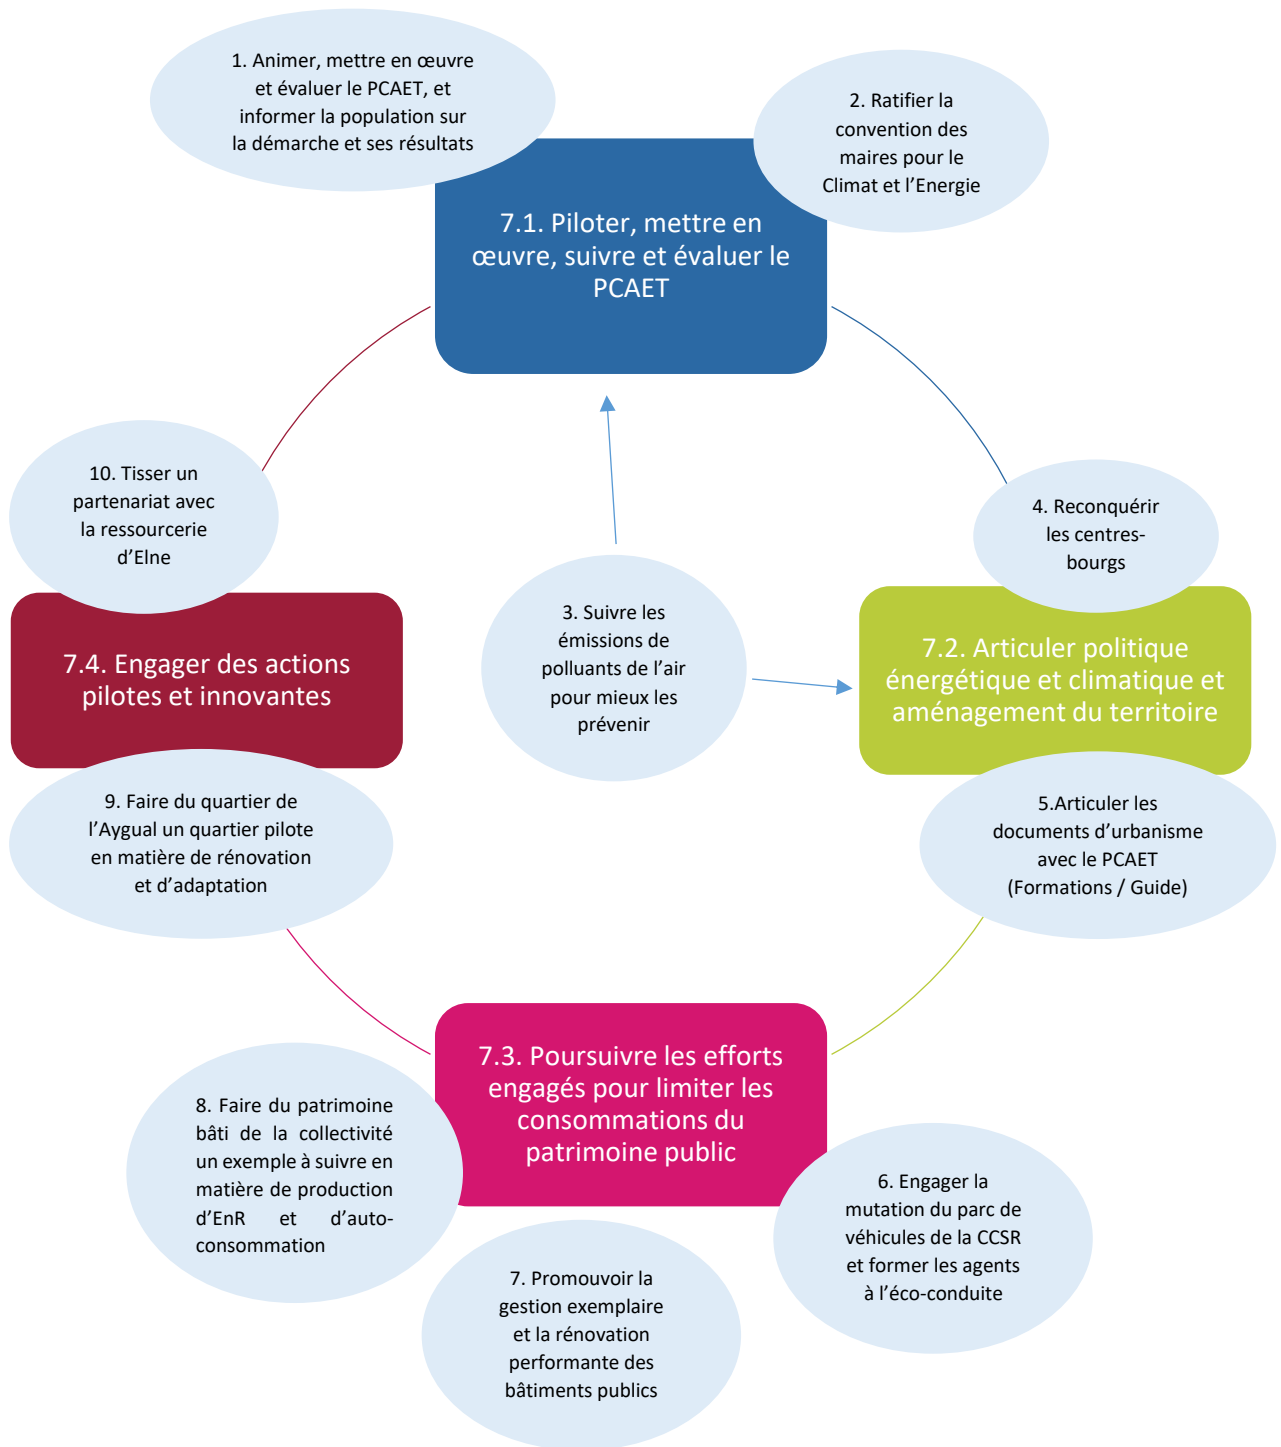 1. Animer, mettre en œuvre
et évaluer le PCAET, et
informer la population sur
la démarche et ses résultats
2. Ratifier la
convention des
maires pour le
Climat et l’Energie
7.1. Piloter, mettre en
œuvre, suivre et évaluer le
PCAET
10. Tisser un
partenariat avec
la ressourcerie
d’Elne
4. Reconquérir
les centres-
bourgs
3. Suivre les
émissions de
polluants de l’air
pour mieux les
prévenir
7.4. Engager des actions
pilotes et innovantes
7.2. Articuler politique
énergétique et climatique et
aménagement du territoire
9. Faire du quartier de
l’Aygual un quartier pilote
en matière de rénovation
et d’adaptation
5.Articuler les
documents d’urbanisme
avec le PCAET
(Formations / Guide)
7.3. Poursuivre les efforts
engagés pour limiter les
consommations du
patrimoine public
8. Faire du patrimoine
bâti de la collectivité
un exemple à suivre en
matière de production
d’EnR et d’auto-
consommation
6. Engager la
mutation du parc de
véhicules de la CCSR
et former les agents
à l’éco-conduite
7. Promouvoir la
gestion exemplaire
et la rénovation
performante des
bâtiments publics